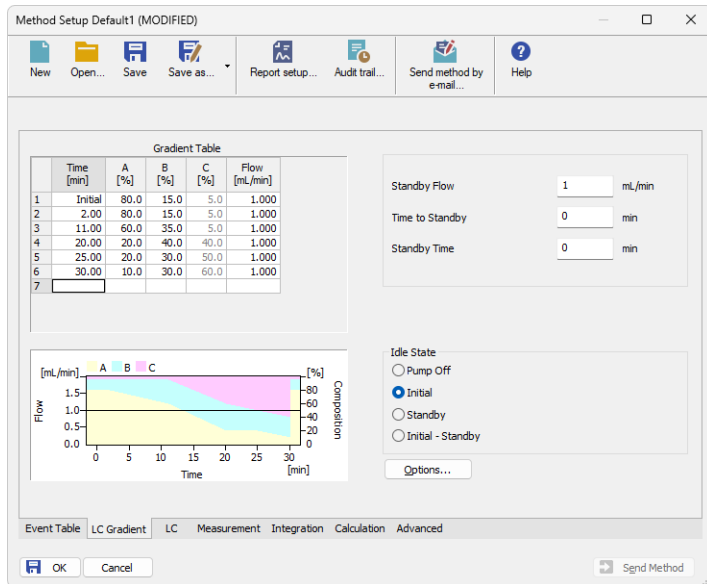 Method Setup Default1 (MODIFIED)
New Open... Save Save as... Report setup... Audit trail... Send method by e-mail... Help
Gradient Table
Time [min] A [%] B [%] C [%] Flow [mL/min]
1 Initial 80.0 15.0 5.0 1.000
2 2.00 80.0 15.0 5.0 1.000
3 11.00 60.0 35.0 5.0 1.000
4 20.00 20.0 40.0 40.0 1.000
5 25.00 20.0 30.0 50.0 1.000
6 30.00 10.0 30.0 60.0 1.000
7
Standby Flow 1 mL/min
Time to Standby 0 min
Standby Time 0 min
[mL/min] A B C [%]
1.5 80
1.0 60
0.5 40
0.0 20
0
Flow
Composition
0 5 10 15 20 25 30
Time [min]
Idle State
Pump Off
Initial
Standby
Initial - Standby
Options...
Event Table LC Gradient LC Measurement Integration Calculation Advanced
OK Cancel Send Method